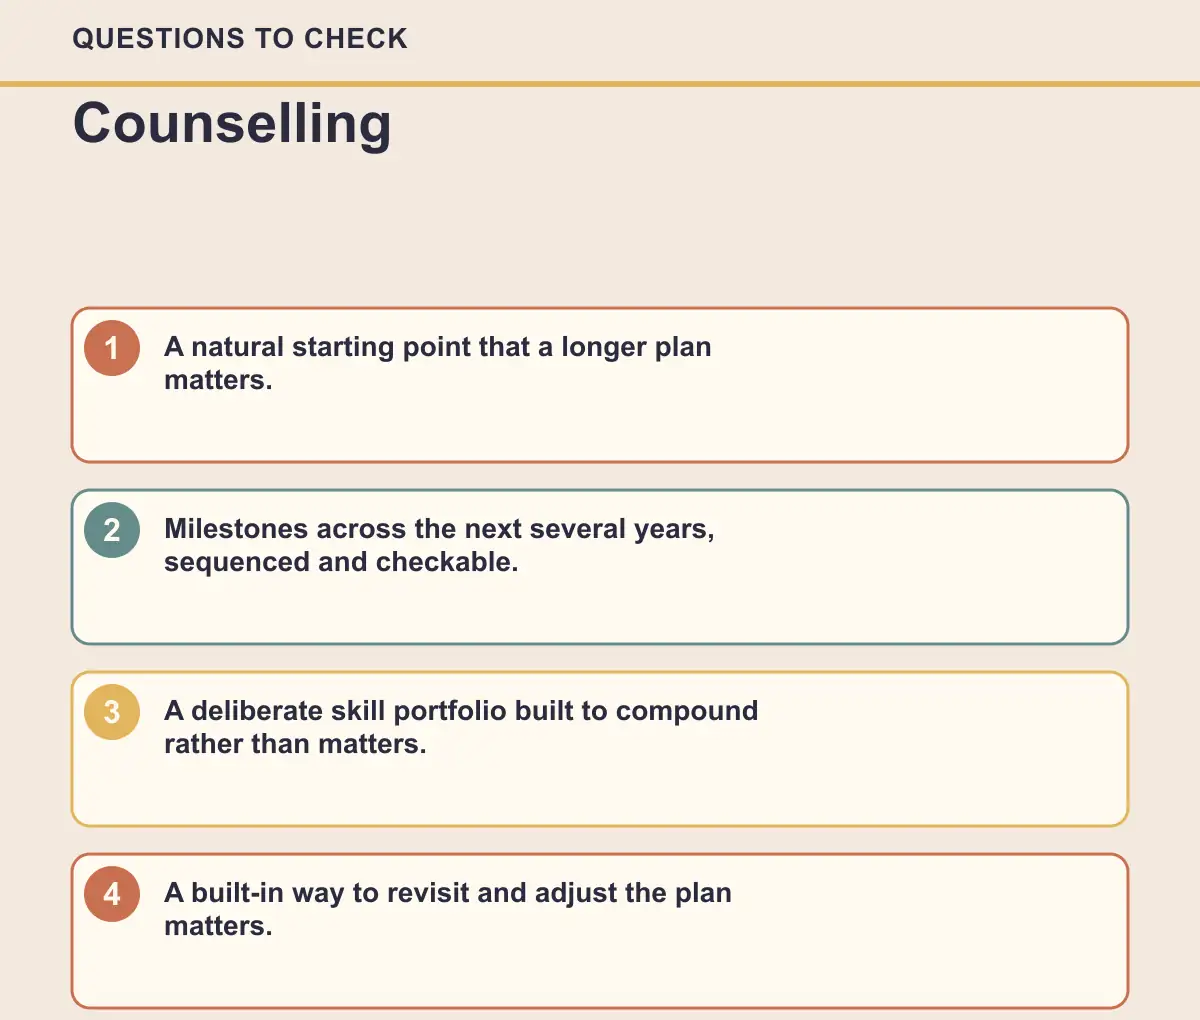 QUESTIONS TO CHECK
Counselling
1
A natural starting point that a longer plan
matters.
2
Milestones across the next several years,
sequenced and checkable.
3
A deliberate skill portfolio built to compound
rather than matters.
4
A built-in way to revisit and adjust the plan
matters.